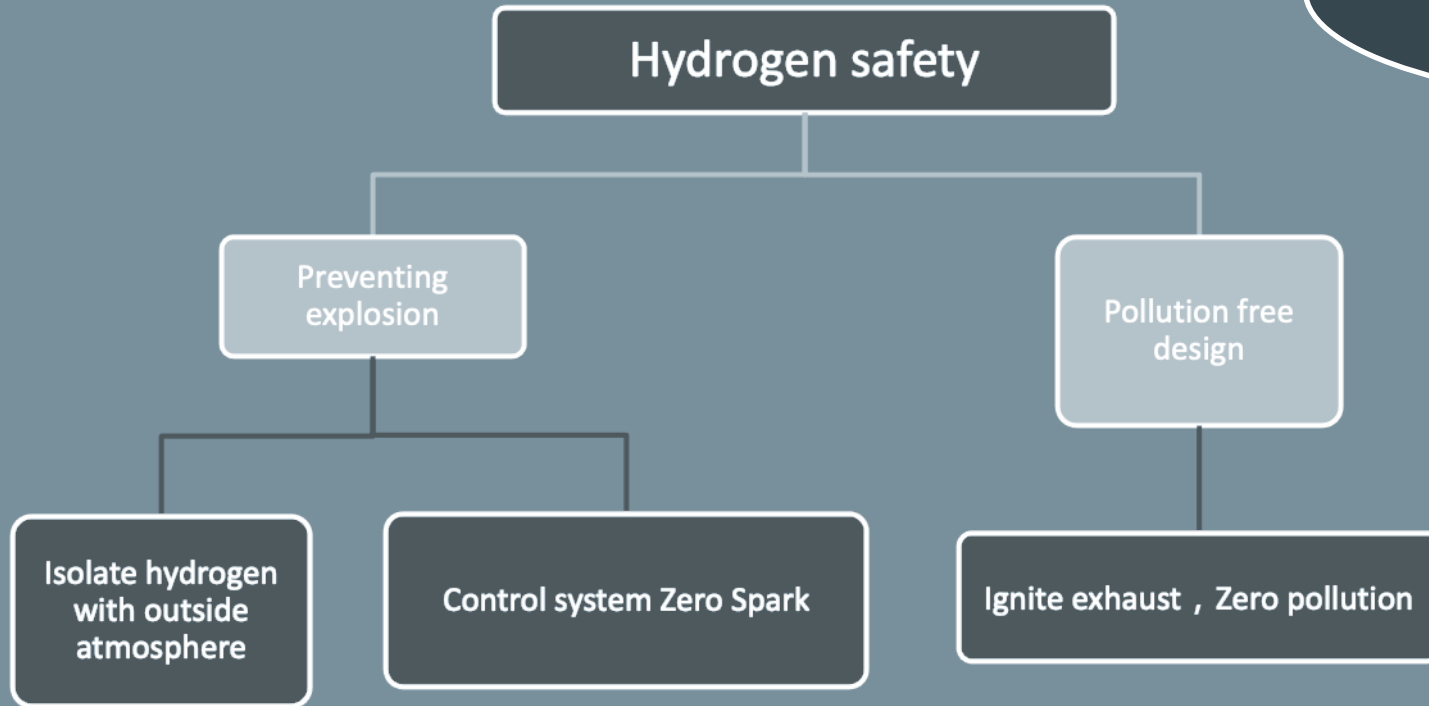 Hydrogen safety
Preventing
explosion
Pollution free
design
Isolate hydrogen
with outside
atmosphere
Control system Zero Spark
Ignite exhaust，Zero pollution